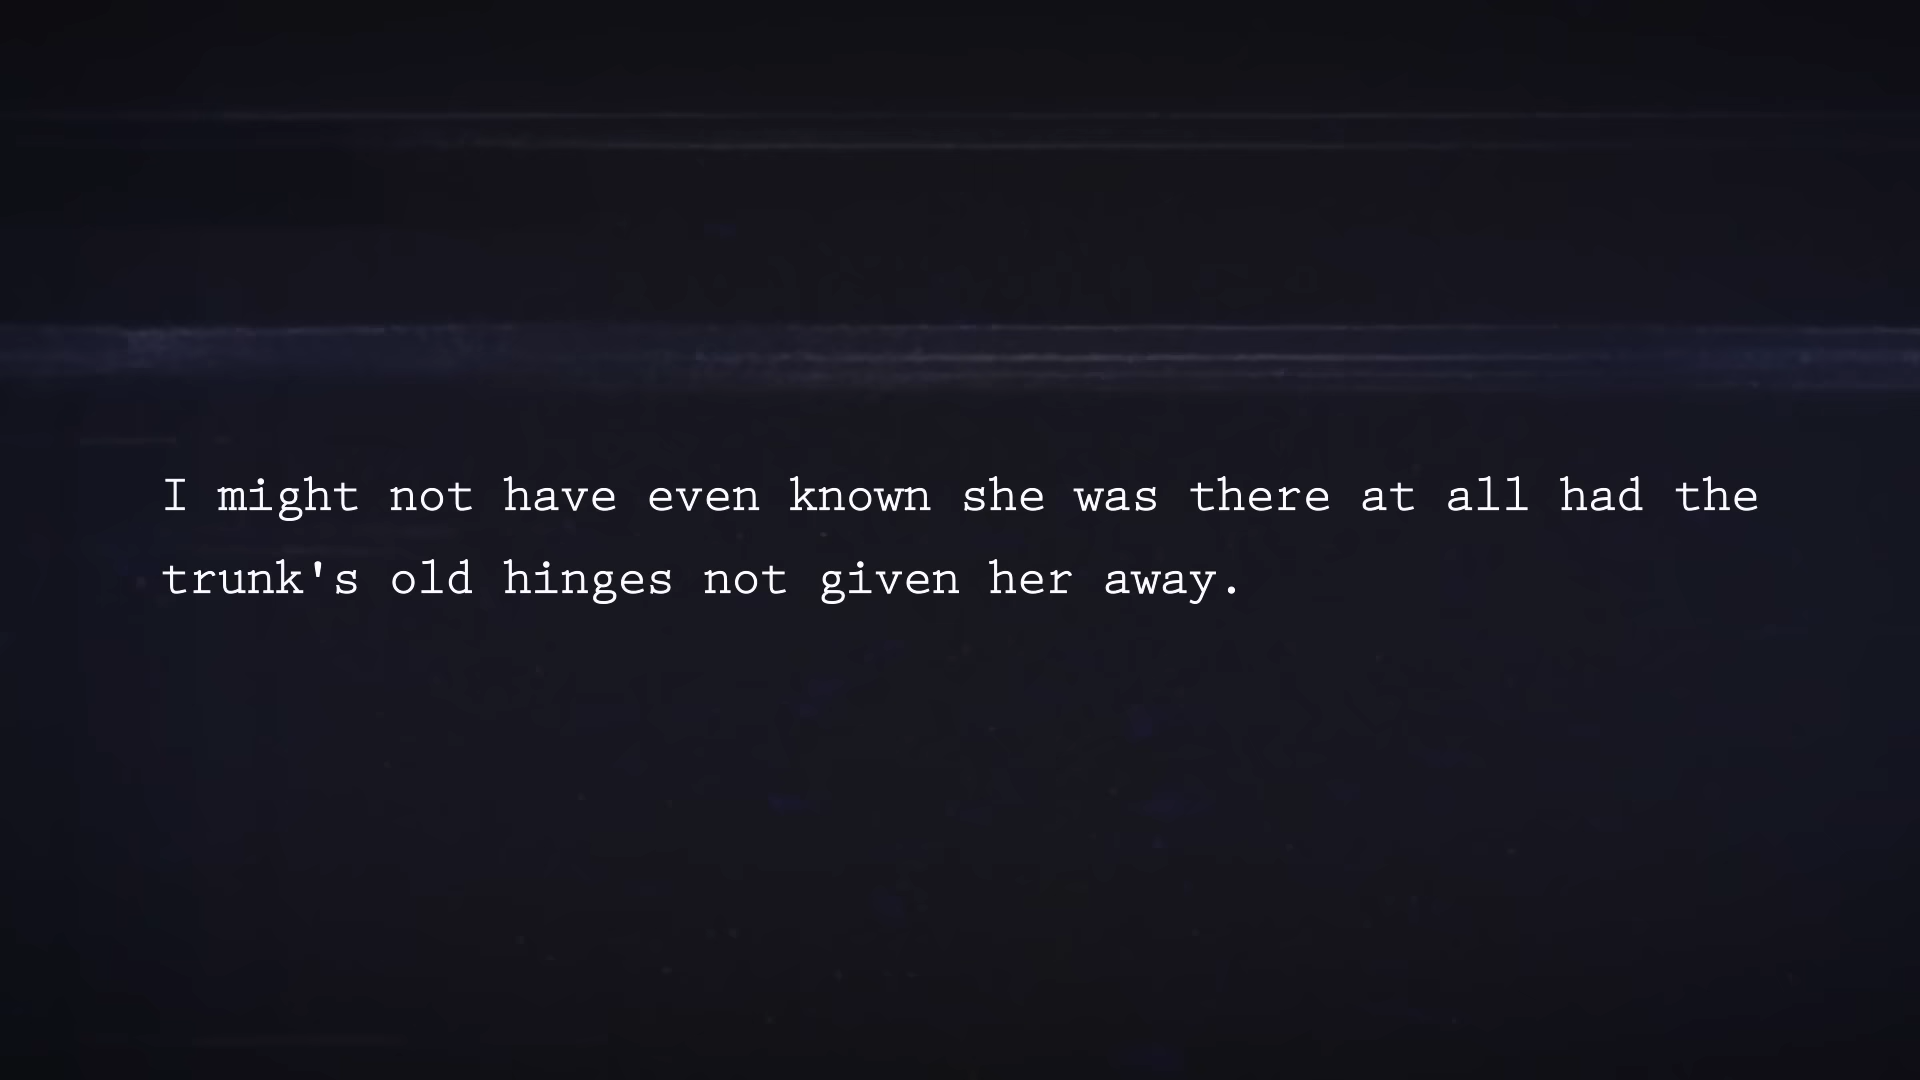 I might not have even known she was there at all had the
trunk's old hinges not given her away.